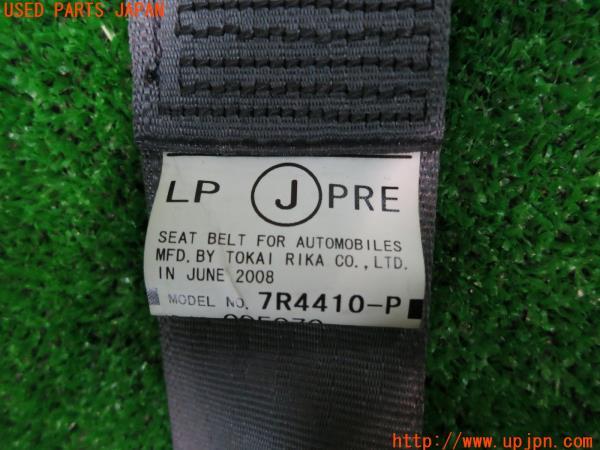 USED PARTS JAPAN
LP J PRE
SEAT BELT FOR AUTOMOBILES
MFD. BY TOKAI RIKA CO., LTD.
IN JUNE 2008
MODEL NO. 7R4410-P
http://www.upjpn.com/